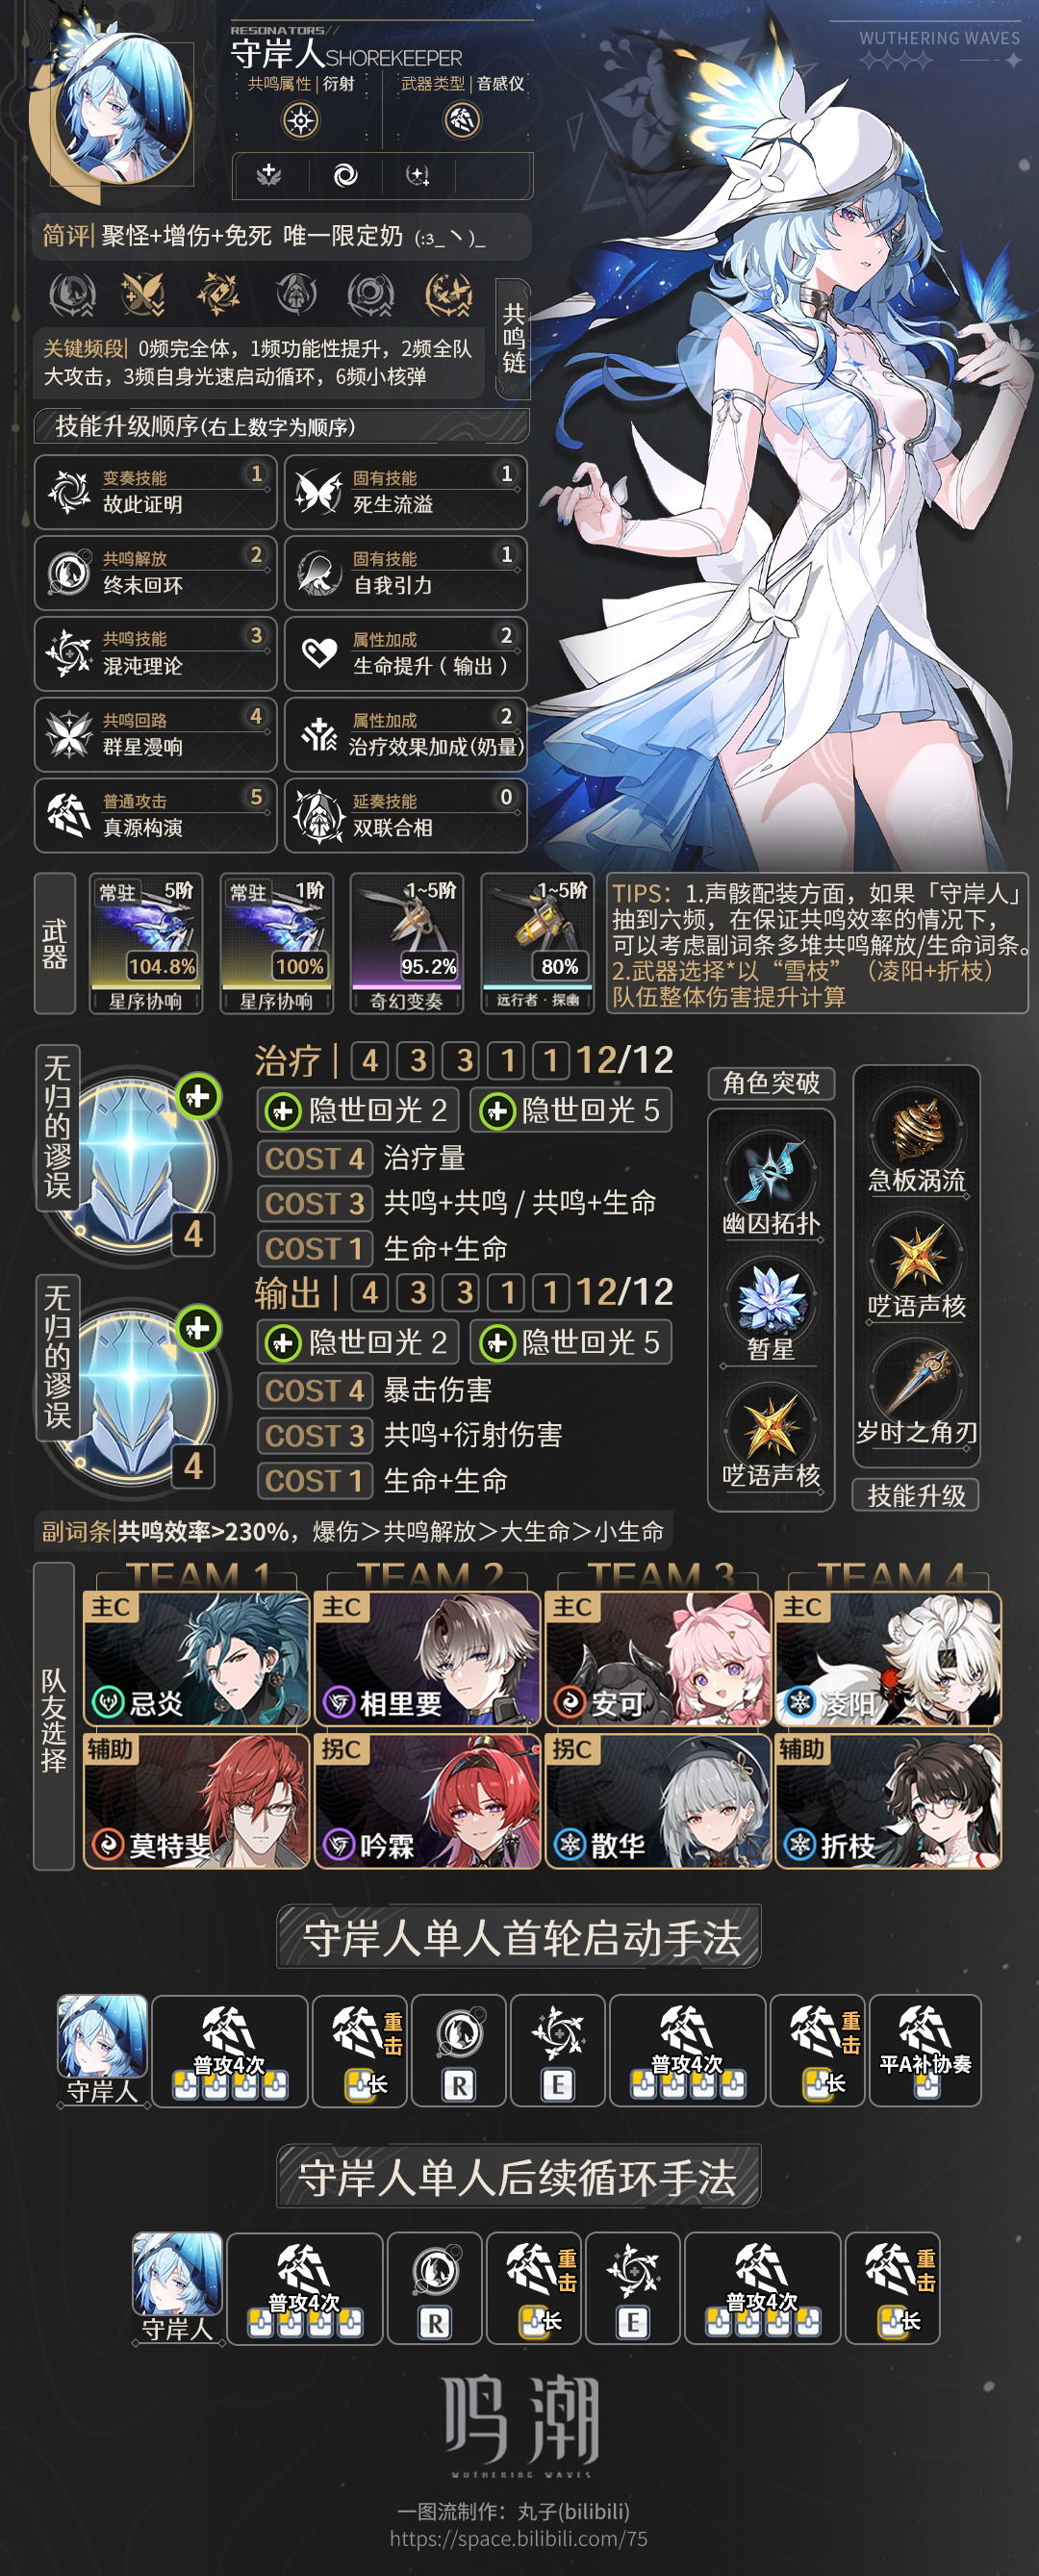 RESONATORS//
守岸人SHOREKEEPER
WUTHERING WAVES
共鸣属性 | 衍射
武器类型 | 音感仪
简评| 聚怪+增伤+免死 唯一限定奶 (:3_丶)_
共鸣链
关键频段| 0频完全体，1频功能性提升，2频全队
大攻击，3频自身光速启动循环，6频小核弹
技能升级顺序(右上数字为顺序)
变奏技能 1
故此证明
固有技能 1
死生流溢
共鸣解放 2
终末回环
固有技能 1
自我引力
共鸣技能 3
混沌理论
属性加成 2
生命提升（输出）
共鸣回路 4
群星漫响
属性加成 2
治疗效果加成(奶量)
普通攻击 5
真源构演
延奏技能 0
双联合相
武器
常驻 5阶
104.8%
星序协响
常驻 1阶
100%
星序协响
1~5阶
95.2%
奇幻变奏
1~5阶
80%
远行者·探幽
TIPS：1.声骸配装方面，如果「守岸人」
抽到六频，在保证共鸣效率的情况下，
可以考虑副词条多堆共鸣解放/生命词条。
2.武器选择*以“雪枝”（凌阳+折枝）
队伍整体伤害提升计算
无归的谬误
4
治疗 | 4 3 3 1 1 12/12
隐世回光 2
隐世回光 5
COST 4 治疗量
COST 3 共鸣+共鸣 / 共鸣+生命
COST 1 生命+生命
无归的谬误
4
输出 | 4 3 3 1 1 12/12
隐世回光 2
隐世回光 5
COST 4 暴击伤害
COST 3 共鸣+衍射伤害
COST 1 生命+生命
角色突破
幽囚拓扑
暂星
呓语声核
急板涡流
呓语声核
岁时之角刃
技能升级
副词条|共鸣效率>230%，爆伤＞共鸣解放＞大生命＞小生命
队友选择
TEAM 1
TEAM 2
TEAM 3
TEAM 4
主C
忌炎
主C
相里要
主C
安可
主C
凌阳
辅助
莫特斐
拐C
吟霖
拐C
散华
辅助
折枝
守岸人单人首轮启动手法
守岸人
普攻4次
重击
长
R
E
普攻4次
重击
长
平A补协奏
守岸人单人后续循环手法
守岸人
普攻4次
R
重击
长
E
普攻4次
重击
长
鸣潮
WUTHERING WAVES
一图流制作：丸子(bilibili)
https://space.bilibili.com/75